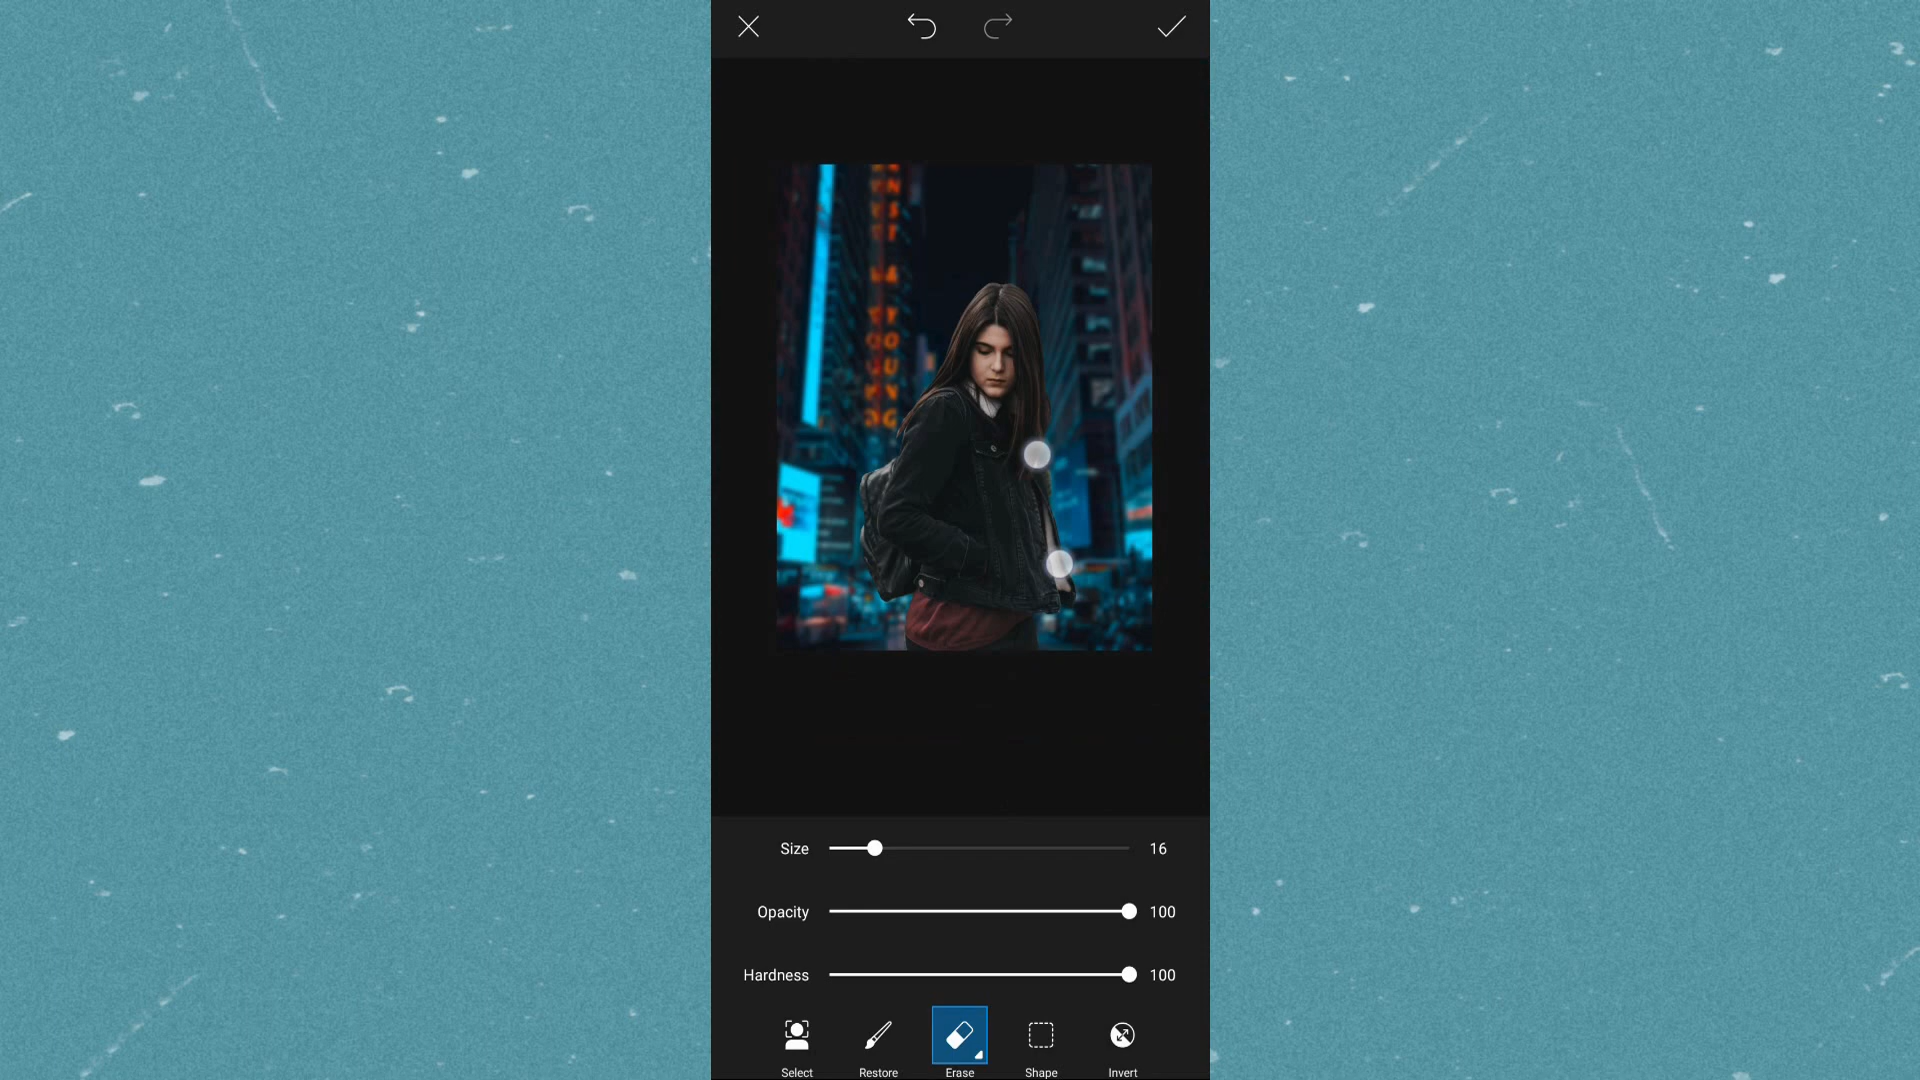 Size 16
Opacity 100
Hardness 100
Select Restore Erase Shape Invert